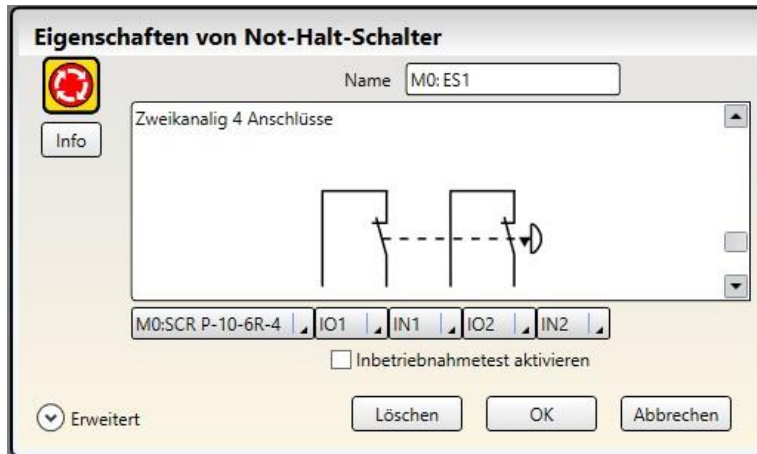 Eigenschaften von Not-Halt-Schalter
Name M0: ES1
Info
Zweikanalig 4 Anschlüsse
M0:SCR P-10-6R-4 IO1 IN1 IO2 IN2
Inbetriebnahmetest aktivieren
Erweitert Löschen OK Abbrechen